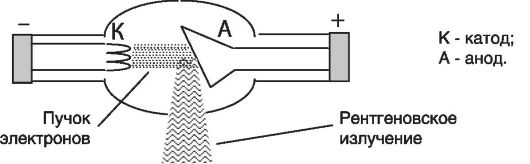 – К А +
К - катод;
А - анод.
Пучок
электронов
Рентгеновское
излучение